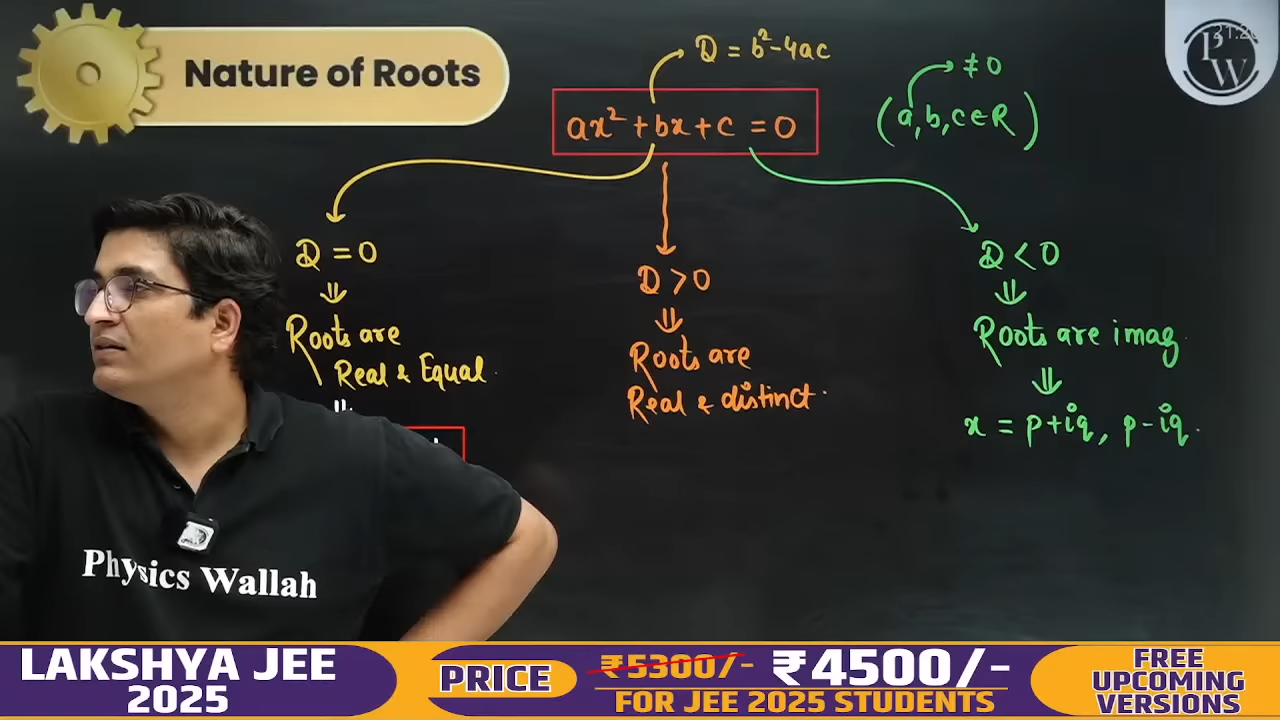 Nature of Roots
D = b²-4ac
≠ 0
ax² + bx + c = 0
(a, b, c ∈ R)
D = 0
⇓
Roots are
Real & Equal.
⇓
D > 0
⇓
Roots are
Real & distinct.
D < 0
⇓
Roots are imag.
⇓
x = p+iq, p-iq.
PW
Physics Wallah
LAKSHYA JEE
2025
PRICE
₹5300/- ₹4500/-
FOR JEE 2025 STUDENTS
FREE
UPCOMING
VERSIONS